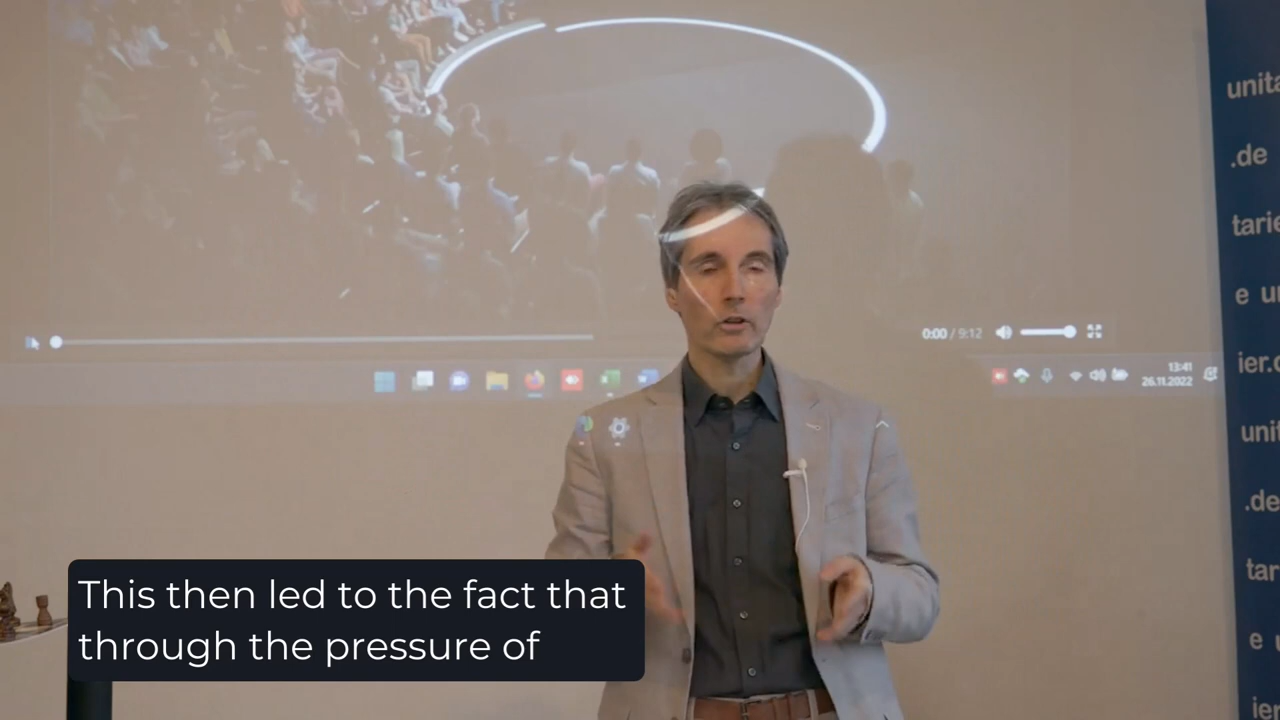 unita
.de
tarie
e un
0:00 / 9:12
ier.d
13:41
26.11.2022
unit
.de
This then led to the fact that
through the pressure of
tar
e u
ier